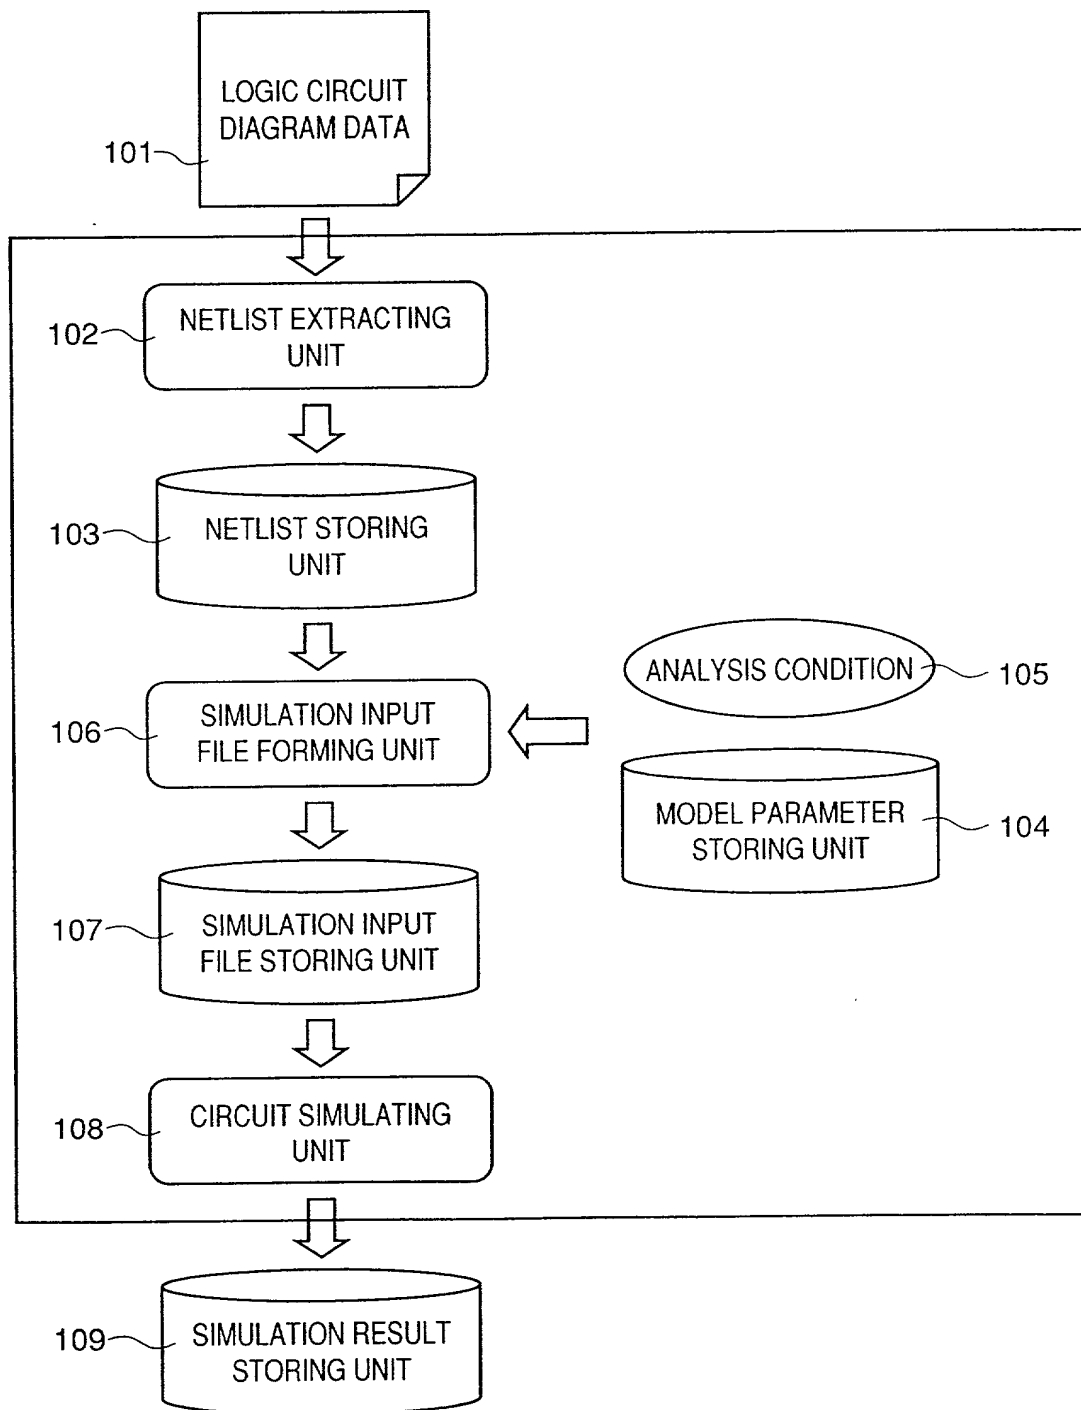 LOGIC CIRCUIT
DIAGRAM DATA
101
NETLIST EXTRACTING
UNIT
102
NETLIST STORING
UNIT
103
ANALYSIS CONDITION
105
SIMULATION INPUT
FILE FORMING UNIT
106
MODEL PARAMETER
STORING UNIT
104
SIMULATION INPUT
FILE STORING UNIT
107
CIRCUIT SIMULATING
UNIT
108
SIMULATION RESULT
STORING UNIT
109